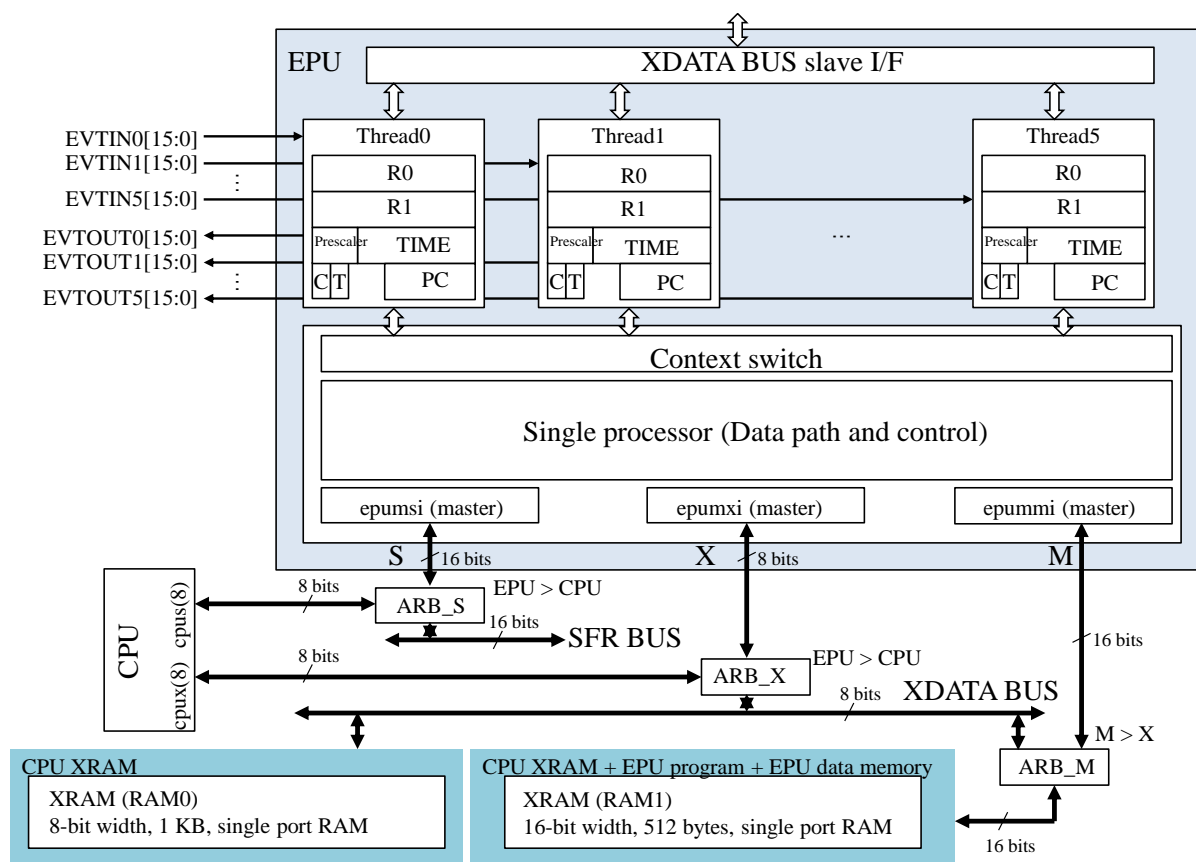 EPU
XDATA BUS slave I/F
EVTIN0[15:0]
EVTIN1[15:0]
⋮
EVTIN5[15:0]
EVTOUT0[15:0]
EVTOUT1[15:0]
⋮
EVTOUT5[15:0]
Thread0
R0
R1
Prescaler
TIME
C
T
PC
Thread1
R0
R1
Prescaler
TIME
C
T
PC
...
Thread5
R0
R1
Prescaler
TIME
C
T
PC
Context switch
Single processor (Data path and control)
epumsi (master)
epumxi (master)
epummi (master)
S
16 bits
X
8 bits
M
CPU
cpus(8)
cpux(8)
8 bits
ARB_S
EPU > CPU
16 bits
SFR BUS
16 bits
8 bits
ARB_X
EPU > CPU
8 bits
XDATA BUS
M > X
ARB_M
16 bits
CPU XRAM
XRAM (RAM0)
8-bit width, 1 KB, single port RAM
CPU XRAM + EPU program + EPU data memory
XRAM (RAM1)
16-bit width, 512 bytes, single port RAM